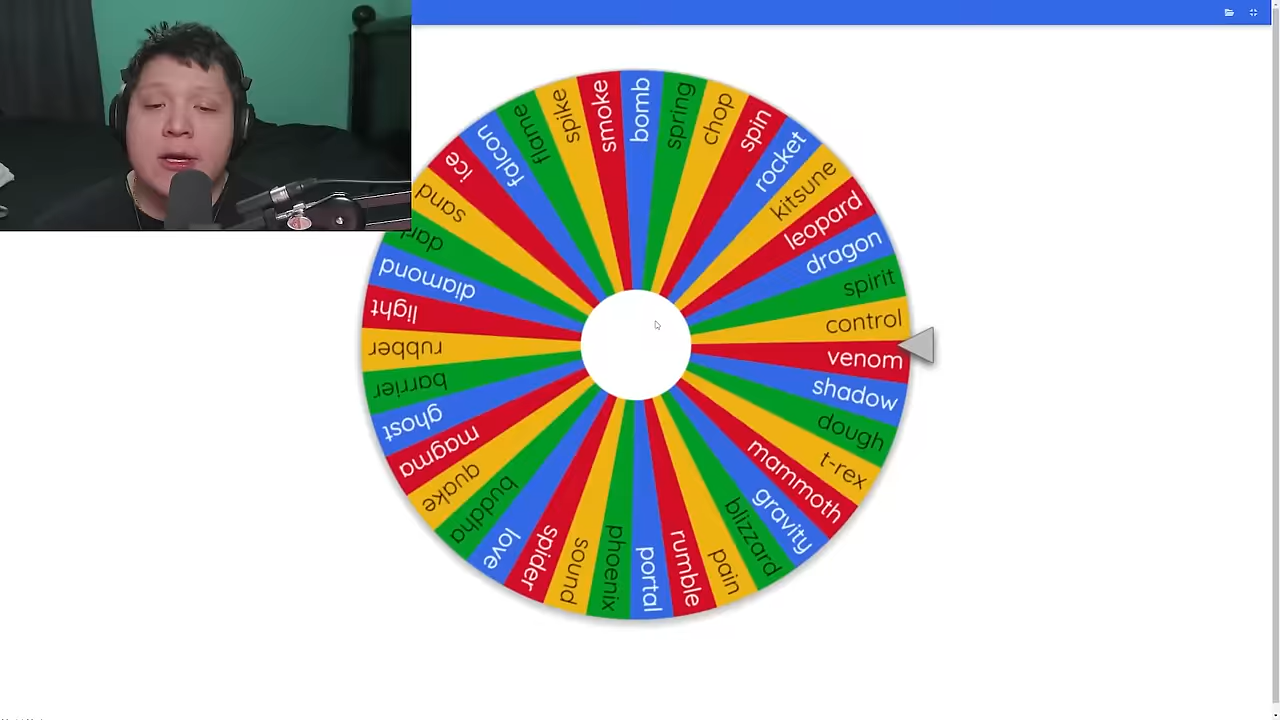 bomb
spring
chop
spin
rocket
kitsune
leopard
dragon
spirit
control
venom
shadow
dough
t-rex
mammoth
gravity
blizzard
pain
rumble
portal
phoenix
sound
spider
love
buddha
quake
magma
ghost
barrier
rubber
light
diamond
dark
sand
ice
falcon
flame
spike
smoke